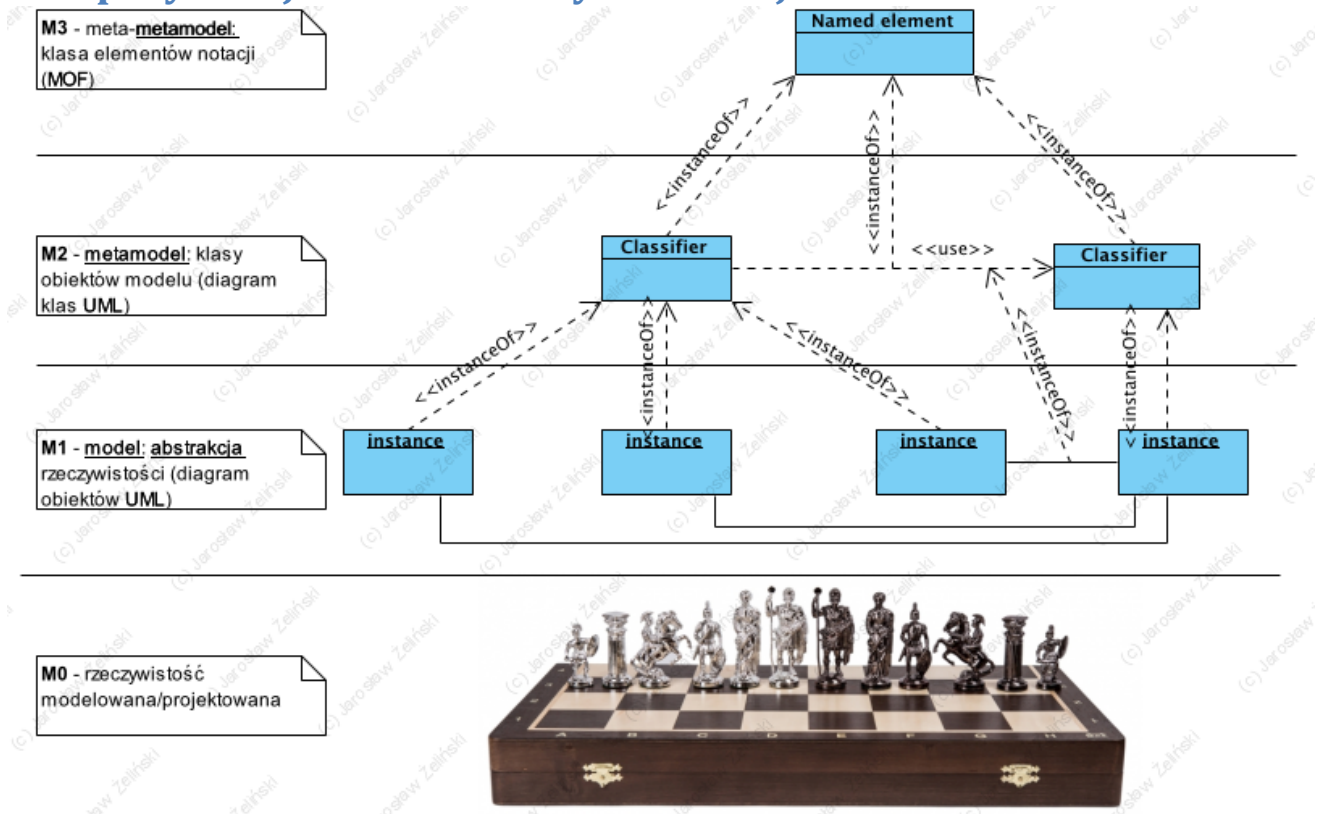 M3 - meta-metamodel:
klasa elementów notacji
(MOF)
Named element
<<instanceOf>>
<<instanceOf>>
<<instanceOf>>
M2 - metamodel: klasy
obiektów modelu (diagram
klas UML)
Classifier
<<use>>
Classifier
<<instanceOf>>
<<instanceOf>>
<<instanceOf>>
<<instanceOf>>
<<instanceOf>>
M1 - model: abstrakcja
rzeczywistości (diagram
obiektów UML)
instance
instance
instance
instance
M0 - rzeczywistość
modelowana/projektowana
A B C D E F G H
(c) Jarosław Żeliński